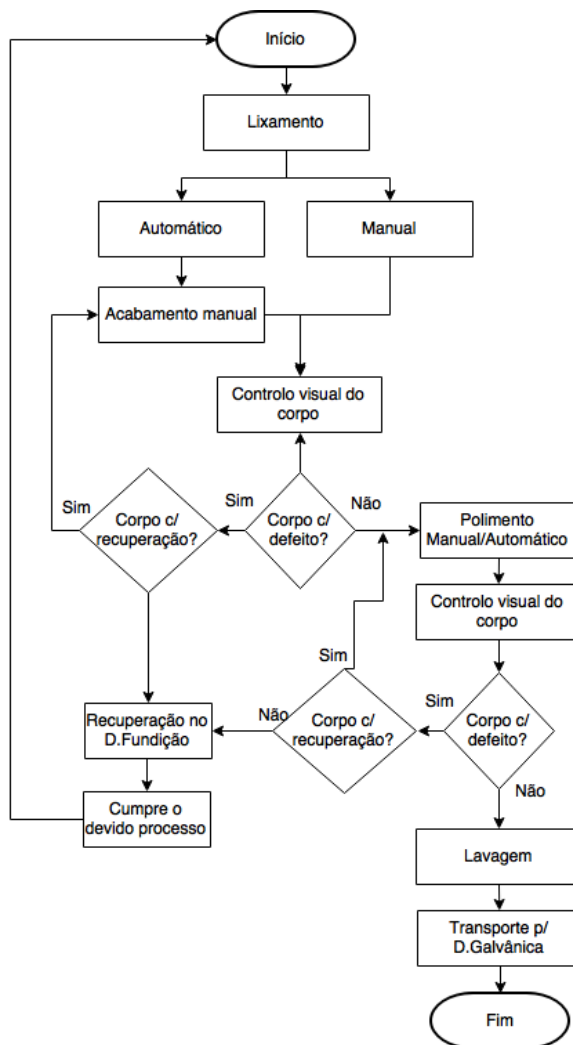 Início
Lixamento
Automático
Manual
Acabamento manual
Controlo visual do
corpo
Sim
Corpo c/
recuperação?
Sim
Corpo c/
defeito?
Não
Polimento
Manual/Automático
Controlo visual do
corpo
Sim
Recuperação no
D.Fundição
Não
Corpo c/
recuperação?
Sim
Corpo c/
defeito?
Não
Cumpre o
devido processo
Lavagem
Transporte p/
D.Galvânica
Fim